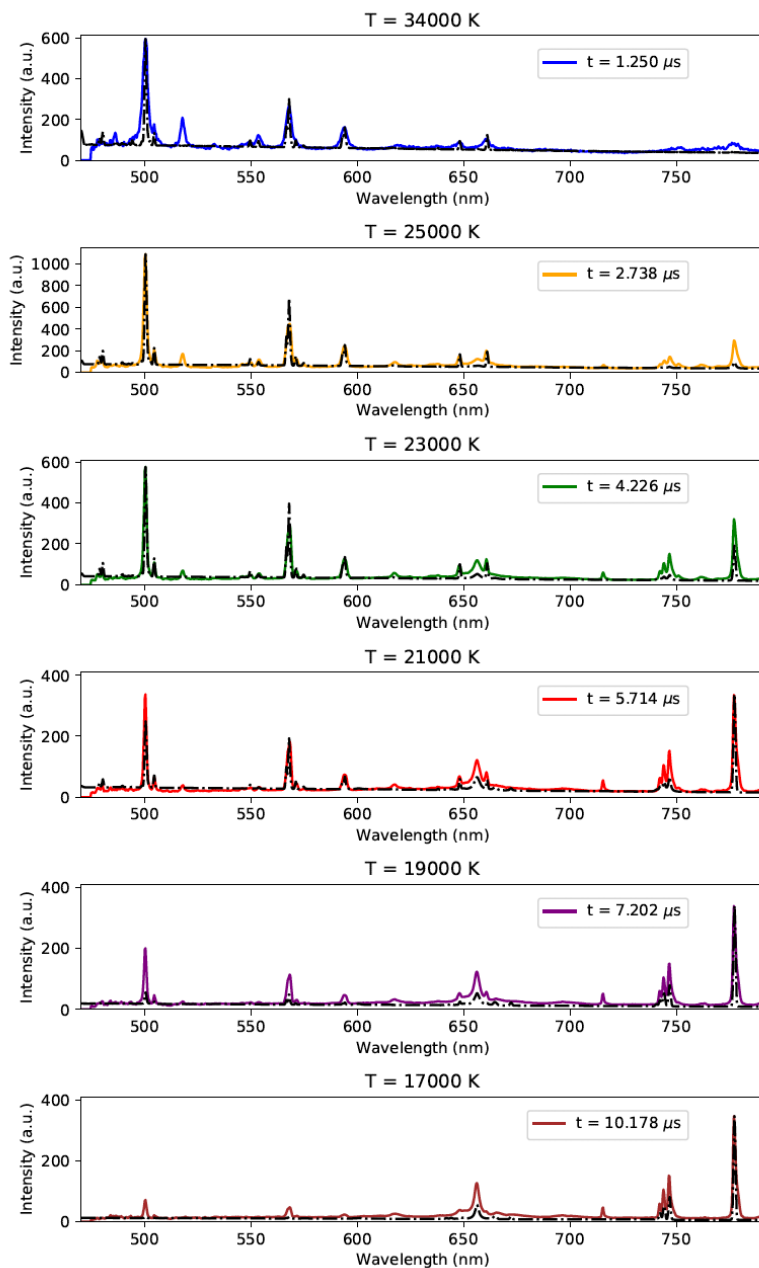 T = 34000 K
600
400
200
0
Intensity (a.u.)
t = 1.250 μs
500 550 600 650 700 750
Wavelength (nm)
T = 25000 K
1000
800
600
400
200
0
Intensity (a.u.)
t = 2.738 μs
500 550 600 650 700 750
Wavelength (nm)
T = 23000 K
600
400
200
0
Intensity (a.u.)
t = 4.226 μs
500 550 600 650 700 750
Wavelength (nm)
T = 21000 K
400
200
0
Intensity (a.u.)
t = 5.714 μs
500 550 600 650 700 750
Wavelength (nm)
T = 19000 K
400
200
0
Intensity (a.u.)
t = 7.202 μs
500 550 600 650 700 750
Wavelength (nm)
T = 17000 K
400
200
0
Intensity (a.u.)
t = 10.178 μs
500 550 600 650 700 750
Wavelength (nm)